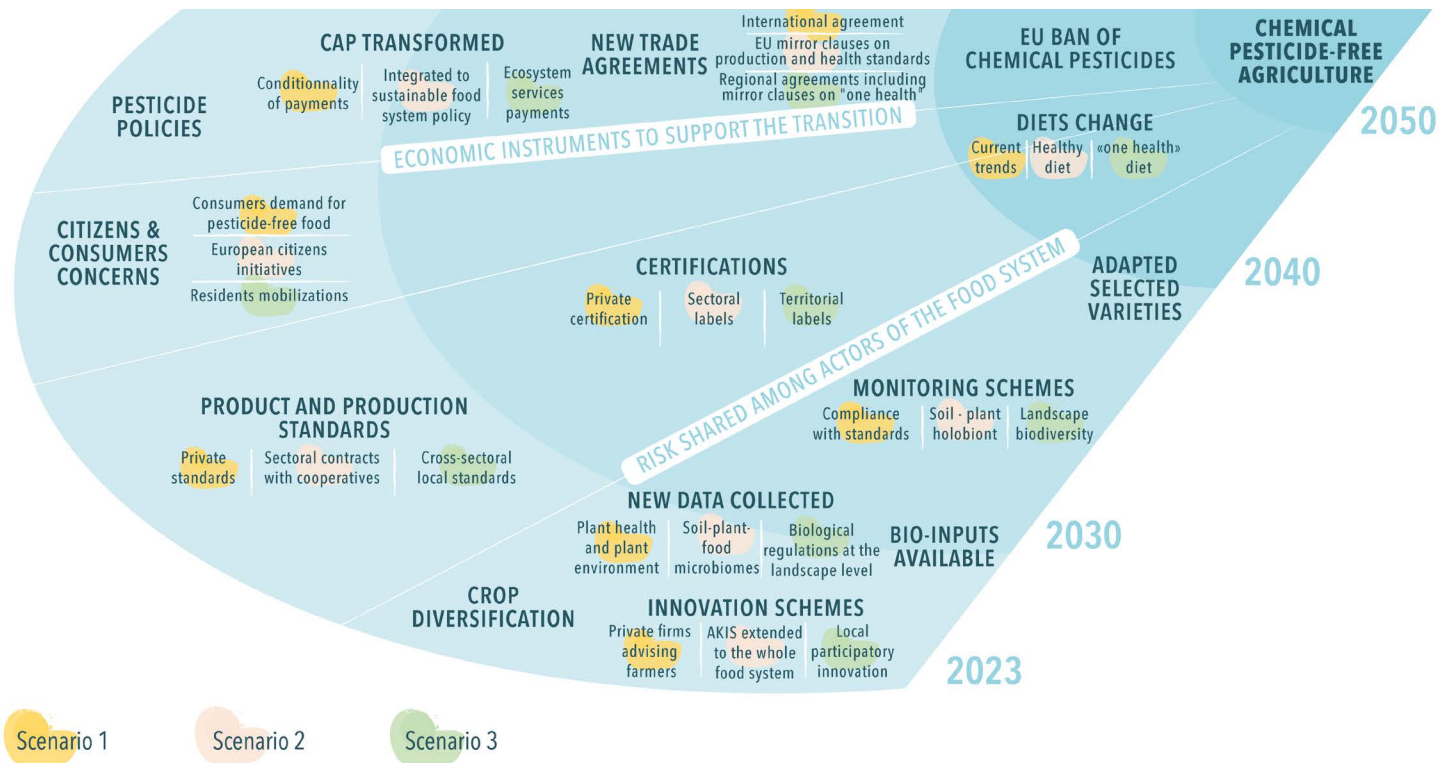 CAP TRANSFORMED
Conditionnality
of payments
Integrated to
sustainable food
system policy
Ecosystem
services
payments
NEW TRADE
AGREEMENTS
International agreement
EU mirror clauses on
production and health standards
Regional agreements including
mirror clauses on "one health"
EU BAN OF
CHEMICAL PESTICIDES
CHEMICAL
PESTICIDE-FREE
AGRICULTURE
2050
PESTICIDE
POLICIES
ECONOMIC INSTRUMENTS TO SUPPORT THE TRANSITION
DIETS CHANGE
Current
trends
Healthy
diet
«one health»
diet
CITIZENS &
CONSUMERS
CONCERNS
Consumers demand for
pesticide-free food
European citizens
initiatives
Residents mobilizations
CERTIFICATIONS
Private
certification
Sectoral
labels
Territorial
labels
RISK SHARED AMONG ACTORS OF THE FOOD SYSTEM
ADAPTED
SELECTED
VARIETIES
2040
PRODUCT AND PRODUCTION
STANDARDS
Private
standards
Sectoral contracts
with cooperatives
Cross-sectoral
local standards
MONITORING SCHEMES
Compliance
with standards
Soil - plant
holobiont
Landscape
biodiversity
NEW DATA COLLECTED
Plant health
and plant
environment
Soil-plant-
food
microbiomes
Biological
regulations at the
landscape level
BIO-INPUTS
AVAILABLE
2030
CROP
DIVERSIFICATION
INNOVATION SCHEMES
Private firms
advising
farmers
AKIS extended
to the whole
food system
Local
participatory
innovation
2023
Scenario 1
Scenario 2
Scenario 3